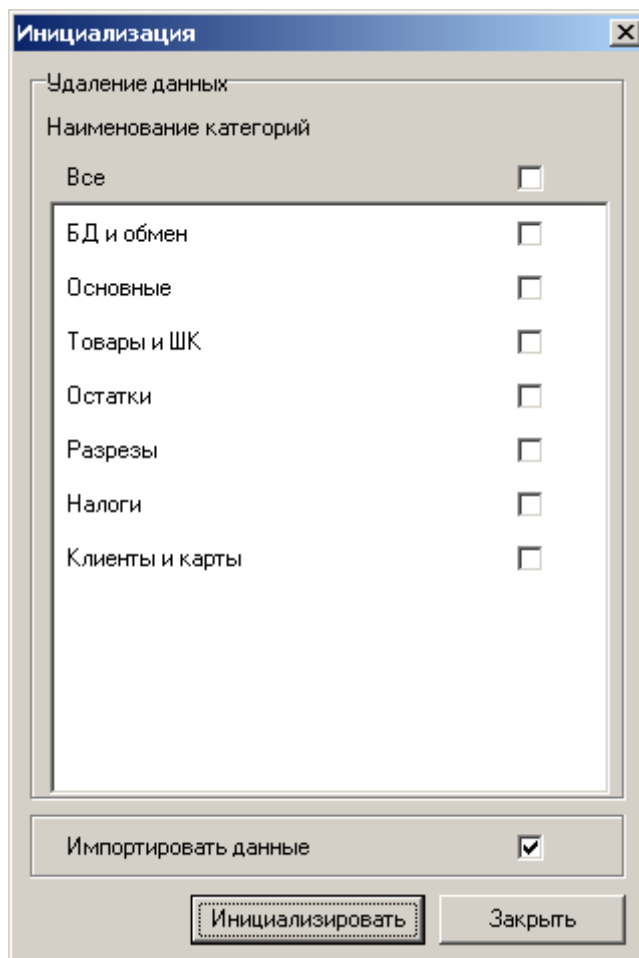 Инициализация
Удаление данных
Наименование категорий
Все
БД и обмен
Основные
Товары и ШК
Остатки
Разрезы
Налоги
Клиенты и карты
Импортировать данные
Инициализировать
Закрыть